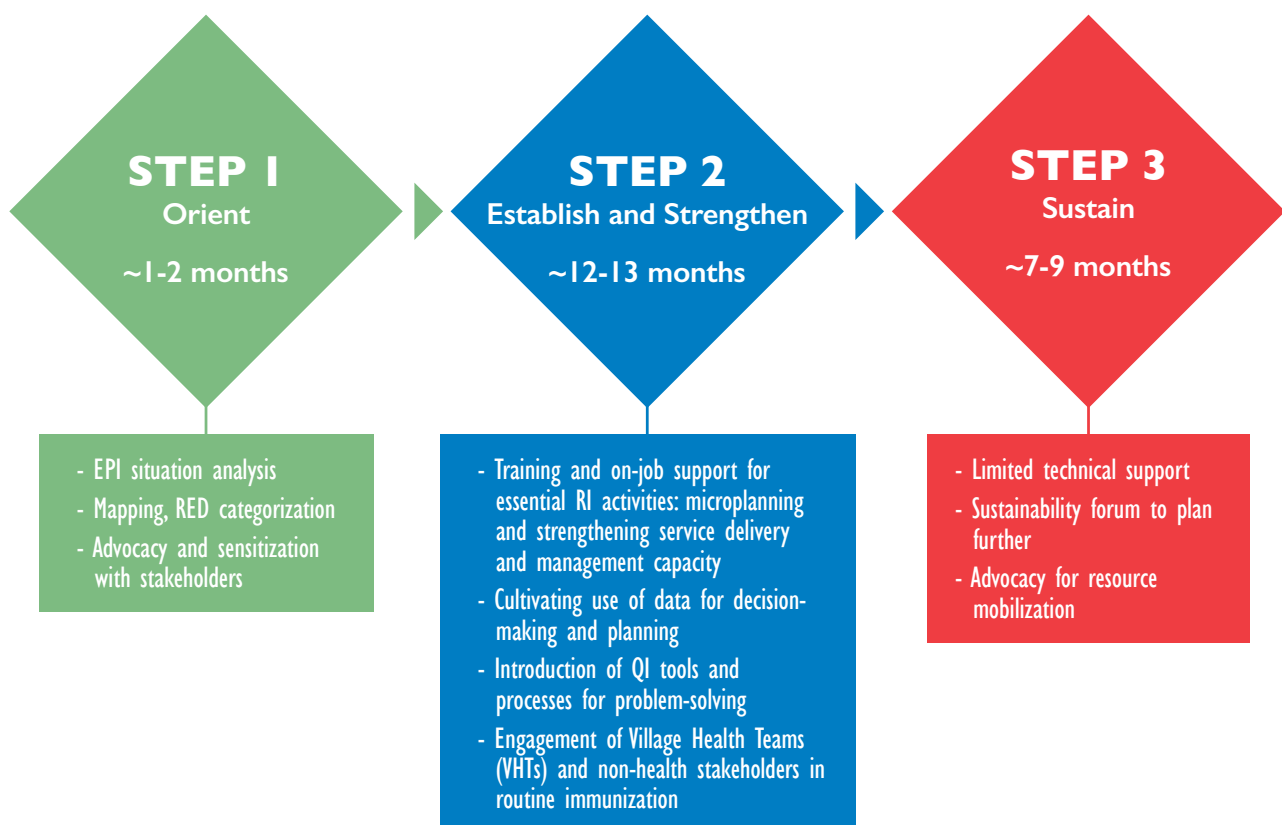 STEP 1
Orient
~1-2 months
- EPI situation analysis
- Mapping, RED categorization
- Advocacy and sensitization
with stakeholders
STEP 2
Establish and Strengthen
~12-13 months
- Training and on-job support for
essential RI activities: microplanning
and strengthening service delivery
and management capacity
- Cultivating use of data for decision-
making and planning
- Introduction of QI tools and
processes for problem-solving
- Engagement of Village Health Teams
(VHTs) and non-health stakeholders in
routine immunization
STEP 3
Sustain
~7-9 months
- Limited technical support
- Sustainability forum to plan
further
- Advocacy for resource
mobilization